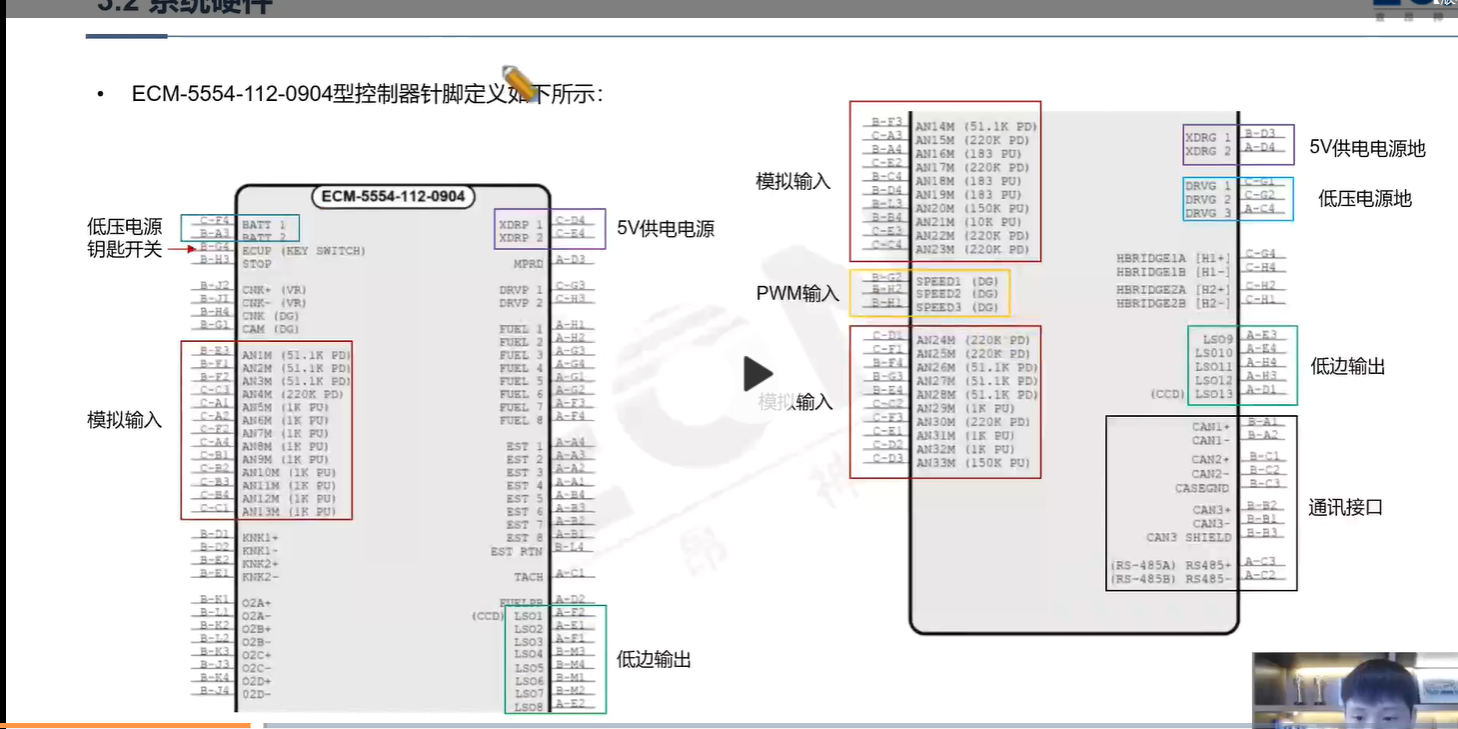 3.2 系统硬件
• ECM-5554-112-0904型控制器针脚定义如下所示：
ECM-5554-112-0904
低压电源
钥匙开关
模拟输入
C-F4 BATT 1
B-A3 BATT 2
B-G4 ECUP (KEY SWITCH)
B-H3 STOP
B-J2 CNK+ (VR)
B-J1 CNK- (VR)
B-H4 CNK (DG)
B-G1 CAM (DG)
B-E3 AN1M (51.1K PD)
B-F1 AN2M (51.1K PD)
B-F2 AN3M (51.1K PD)
C-C3 AN4M (220K PD)
C-A1 AN5M (1K PU)
C-A2 AN6M (1K PU)
C-F2 AN7M (1K PU)
C-A4 AN8M (1K PU)
C-B1 AN9M (1K PU)
C-B2 AN10M (1K PU)
C-B3 AN11M (1K PU)
C-B4 AN12M (1K PU)
C-C1 AN13M (1K PU)
B-D1 KNK1+
B-D2 KNK1-
B-E2 KNK2+
B-E1 KNK2-
B-K1 O2A+
B-L1 O2A-
B-K2 O2B+
B-L2 O2B-
B-K3 O2C+
B-J3 O2C-
B-K4 O2D+
B-J4 O2D-
XDRP 1 C-D4
XDRP 2 C-E4
5V供电电源
MPRD A-D3
DRVP 1 C-G3
DRVP 2 C-H3
FUEL 1 A-H1
FUEL 2 A-H2
FUEL 3 A-G3
FUEL 4 A-G4
FUEL 5 A-G1
FUEL 6 A-G2
FUEL 7 A-F3
FUEL 8 A-F4
EST 1 A-A4
EST 2 A-A3
EST 3 A-A2
EST 4 A-A1
EST 5 A-B4
EST 6 A-B3
EST 7 A-B2
EST 8 A-B1
EST RTN B-L4
TACH A-C1
FUELPR A-D2
(CCD) LSO1 A-F2
LSO2 A-E1
LSO3 A-F1
LSO4 B-M3
LSO5 B-M4
LSO6 B-M1
LSO7 B-M2
LSO8 A-E2
低边输出
模拟输入
B-F3 AN14M (51.1K PD)
C-A3 AN15M (220K PD)
B-A4 AN16M (183 PU)
C-E2 AN17M (220K PD)
B-C4 AN18M (183 PU)
B-D4 AN19M (183 PU)
B-L3 AN20M (150K PU)
B-B4 AN21M (10K PU)
C-E3 AN22M (220K PD)
C-C4 AN23M (220K PD)
PWM输入
B-G2 SPEED1 (DG)
B-H2 SPEED2 (DG)
B-H1 SPEED3 (DG)
模拟输入
C-D1 AN24M (220K PD)
C-F1 AN25M (220K PD)
B-F4 AN26M (51.1K PD)
B-G3 AN27M (51.1K PD)
B-E4 AN28M (51.1K PD)
C-C2 AN29M (1K PU)
C-F3 AN30M (220K PD)
C-E1 AN31M (1K PU)
C-D2 AN32M (1K PU)
C-D3 AN33M (150K PU)
XDRG 1 B-D3
XDRG 2 A-D4
5V供电电源地
DRVG 1 C-G1
DRVG 2 C-G2
DRVG 3 A-C4
低压电源地
HBRIDGE1A [H1+] C-G4
HBRIDGE1B [H1-] C-H4
HBRIDGE2A [H2+] C-H2
HBRIDGE2B [H2-] C-H1
LSO9 A-E3
LSO10 A-E4
LSO11 A-H4
LSO12 A-H3
(CCD) LSO13 A-D1
低边输出
CAN1+ B-A1
CAN1- B-A2
CAN2+ B-C1
CAN2- B-C2
CASEGND B-C3
CAN3+ B-B2
CAN3- B-B1
CAN3 SHIELD B-B3
(RS-485A) RS485+ A-C3
(RS-485B) RS485- A-C2
通讯接口